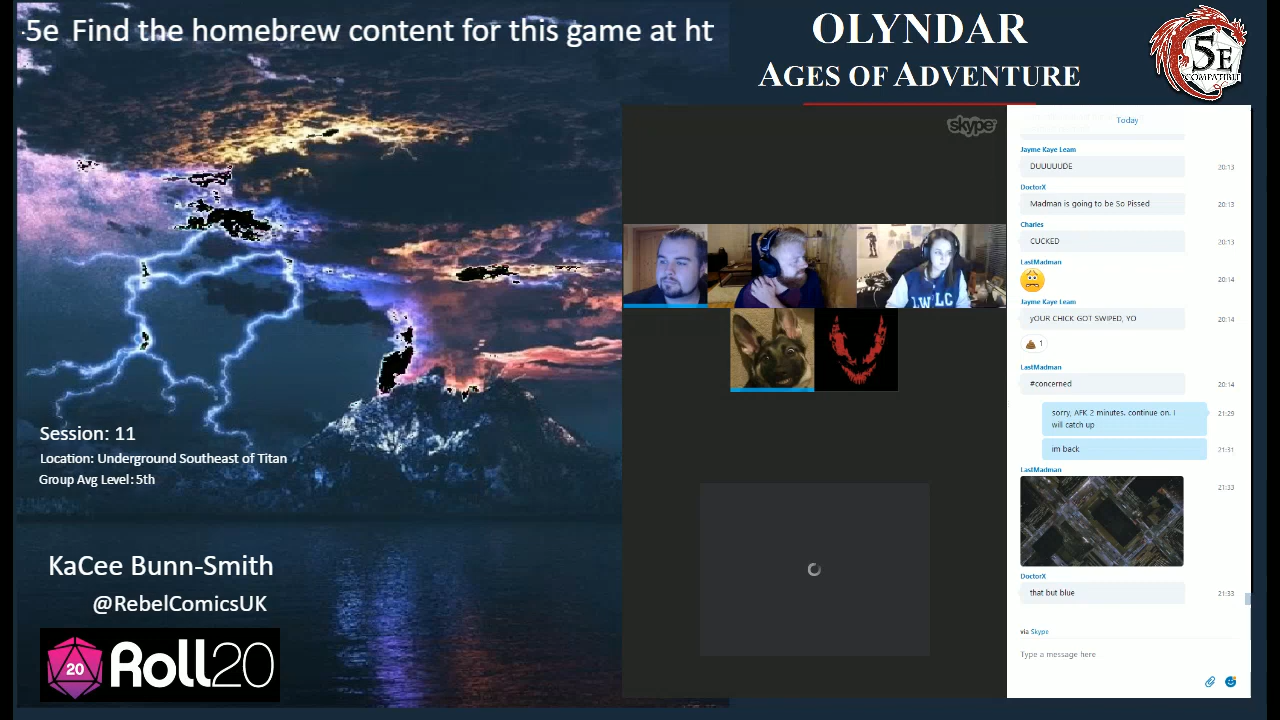 5e Find the homebrew content for this game at ht
OLYNDAR
AGES OF ADVENTURE
5E
COMPATIBLE
skype
Today
Jayme Kaye Leam
DUUUUUDE
20:13
DoctorX
Madman is going to be So Pissed
20:13
Charles
CUCKED
20:13
LastMadman
20:14
Jayme Kaye Leam
yOUR CHICK GOT SWIPED, YO
20:14
1
LastMadman
#concerned
20:14
sorry, AFK 2 minutes. continue on. I
will catch up
21:29
im back
21:31
LastMadman
21:33
DoctorX
that but blue
21:33
via Skype
Type a message here
Session: 11
Location: Underground Southeast of Titan
Group Avg Level: 5th
KaCee Bunn-Smith
@RebelComicsUK
20
Roll20